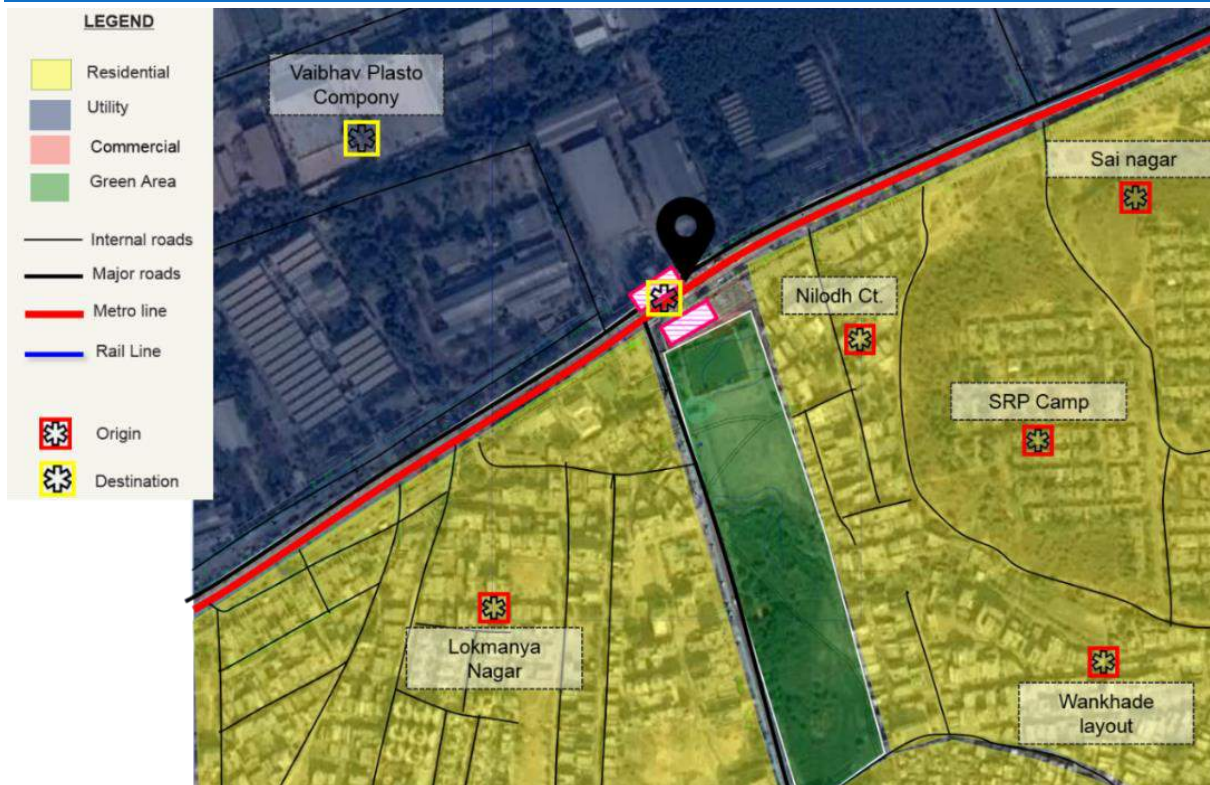 LEGEND
Residential
Utility
Commercial
Green Area
Internal roads
Major roads
Metro line
Rail Line
Origin
Destination
Vaibhav Plasto
Compony
Sai nagar
Nilodh Ct.
SRP Camp
Lokmanya
Nagar
Wankhade
layout